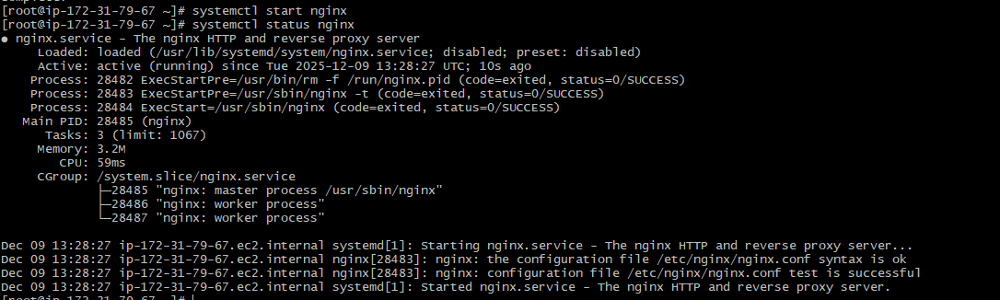 [root@ip-172-31-79-67 ~]# systemctl start nginx
[root@ip-172-31-79-67 ~]# systemctl status nginx
● nginx.service - The nginx HTTP and reverse proxy server
     Loaded: loaded (/usr/lib/systemd/system/nginx.service; disabled; preset: disabled)
     Active: active (running) since Tue 2025-12-09 13:28:27 UTC; 10s ago
    Process: 28482 ExecStartPre=/usr/bin/rm -f /run/nginx.pid (code=exited, status=0/SUCCESS)
    Process: 28483 ExecStartPre=/usr/sbin/nginx -t (code=exited, status=0/SUCCESS)
    Process: 28484 ExecStart=/usr/sbin/nginx (code=exited, status=0/SUCCESS)
   Main PID: 28485 (nginx)
      Tasks: 3 (limit: 1067)
     Memory: 3.2M
        CPU: 59ms
     CGroup: /system.slice/nginx.service
             ├─28485 "nginx: master process /usr/sbin/nginx"
             ├─28486 "nginx: worker process"
             └─28487 "nginx: worker process"
Dec 09 13:28:27 ip-172-31-79-67.ec2.internal systemd[1]: Starting nginx.service - The nginx HTTP and reverse proxy server...
Dec 09 13:28:27 ip-172-31-79-67.ec2.internal nginx[28483]: nginx: the configuration file /etc/nginx/nginx.conf syntax is ok
Dec 09 13:28:27 ip-172-31-79-67.ec2.internal nginx[28483]: nginx: configuration file /etc/nginx/nginx.conf test is successful
Dec 09 13:28:27 ip-172-31-79-67.ec2.internal systemd[1]: Started nginx.service - The nginx HTTP and reverse proxy server.
[root@ip-172-31-79-67 ~]#